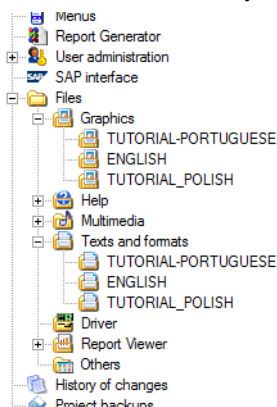 Menus
Report Generator
User administration
SAP SAP interface
Files
Graphics
TUTORIAL-PORTUGUESE
ENGLISH
TUTORIAL_POLISH
Help
Multimedia
Texts and formats
TUTORIAL-PORTUGUESE
ENGLISH
TUTORIAL_POLISH
Driver
Report Viewer
Others
History of changes
Project backups